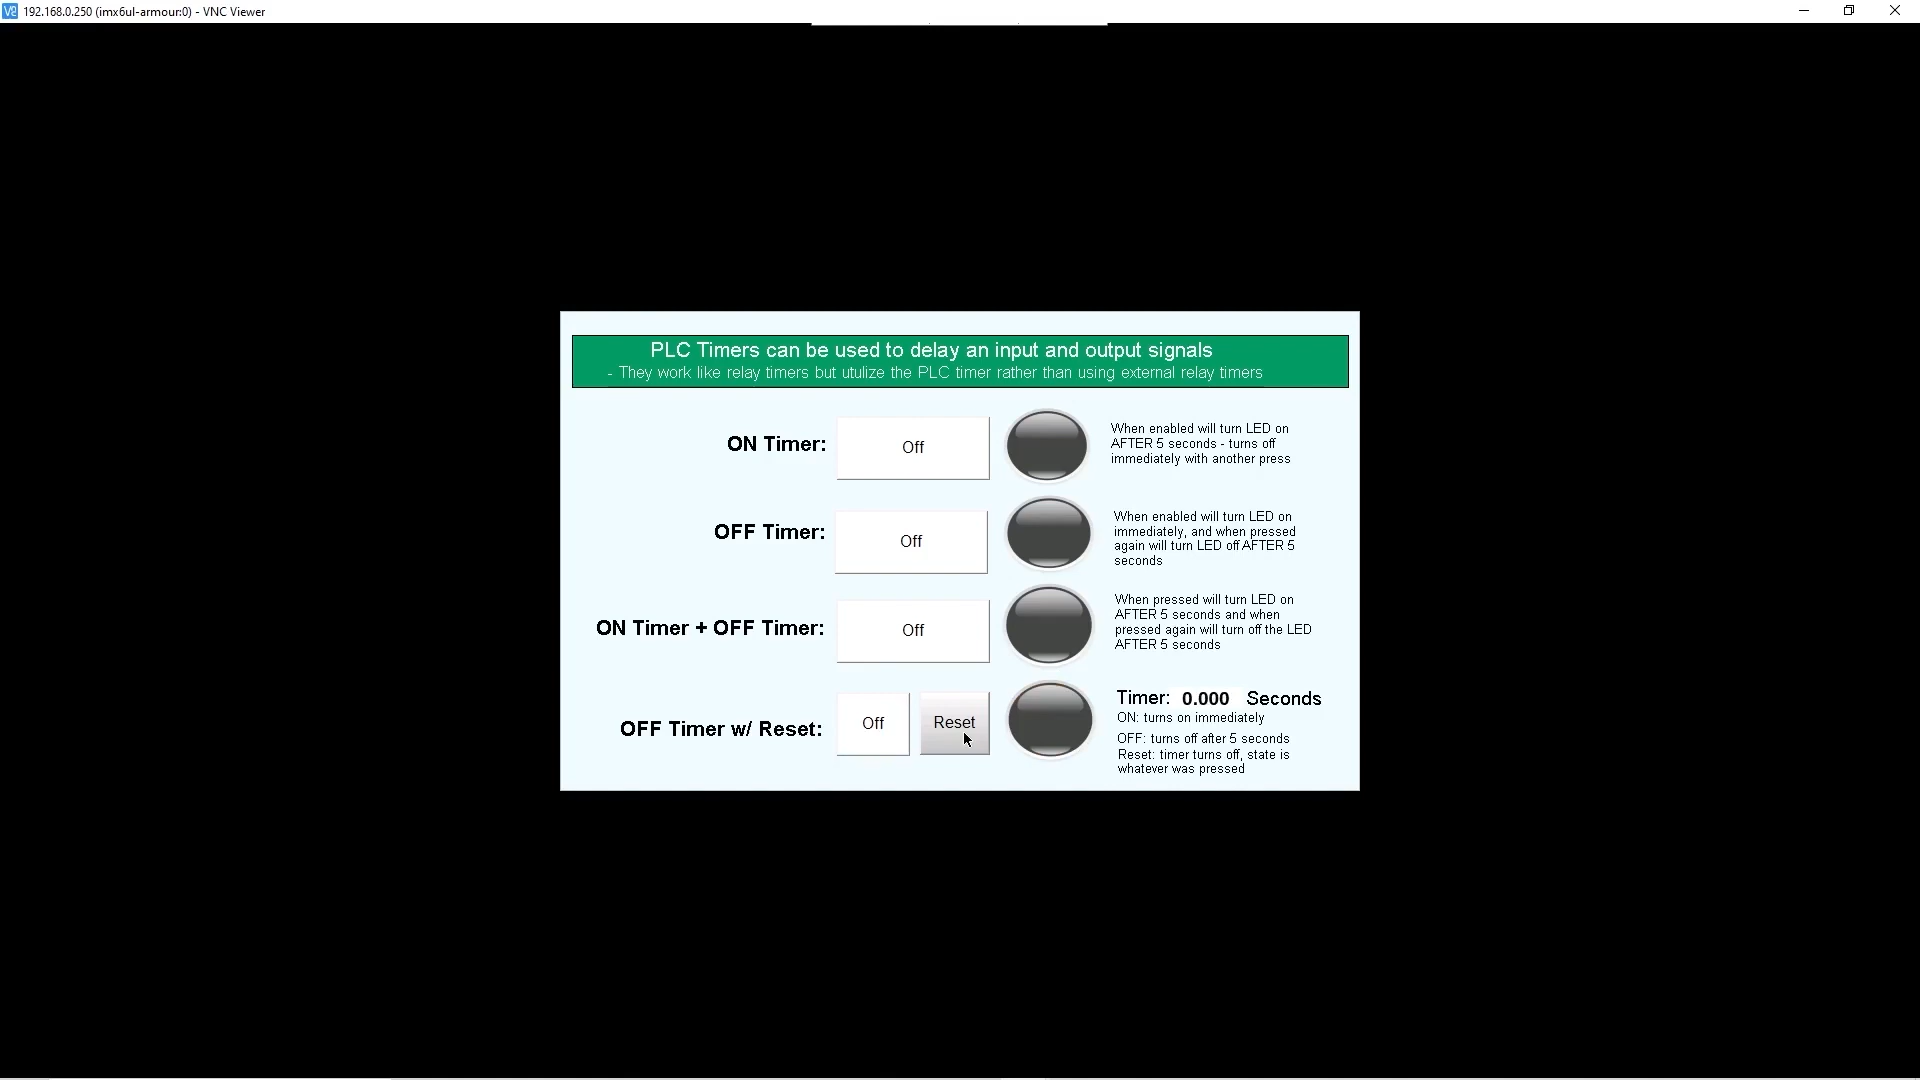 192.168.0.250 (imx6ul-armour:0) - VNC Viewer
PLC Timers can be used to delay an input and output signals
- They work like relay timers but utulize the PLC timer rather than using external relay timers
ON Timer:
Off
When enabled will turn LED on
AFTER 5 seconds - turns off
immediately with another press
OFF Timer:
Off
When enabled will turn LED on
immediately, and when pressed
again will turn LED off AFTER 5
seconds
ON Timer + OFF Timer:
Off
When pressed will turn LED on
AFTER 5 seconds and when
pressed again will turn off the LED
AFTER 5 seconds
OFF Timer w/ Reset:
Off
Reset
Timer: 0.000 Seconds
ON: turns on immediately
OFF: turns off after 5 seconds
Reset: timer turns off, state is
whatever was pressed